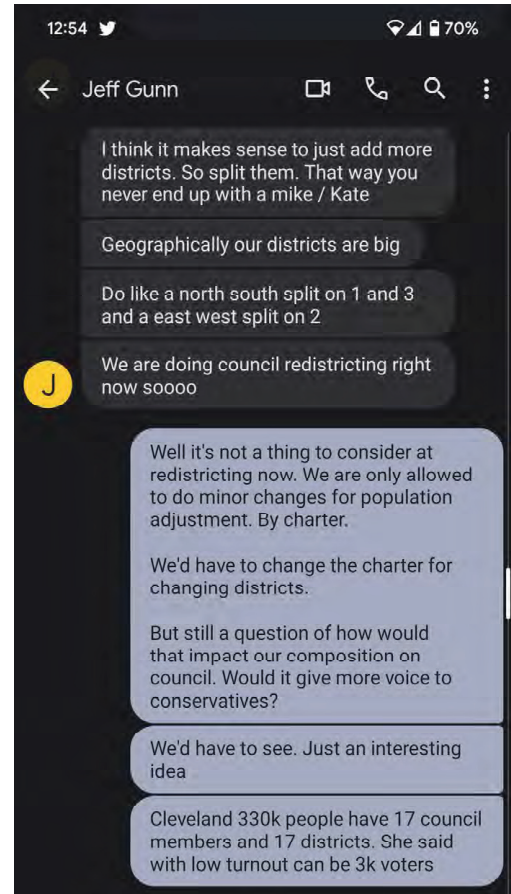 12:54 70%
Jeff Gunn
I think it makes sense to just add more
districts. So split them. That way you
never end up with a mike / Kate
Geographically our districts are big
Do like a north south split on 1 and 3
and a east west split on 2
We are doing council redistricting right
now soooo
J
Well it's not a thing to consider at
redistricting now. We are only allowed
to do minor changes for population
adjustment. By charter.
We'd have to change the charter for
changing districts.
But still a question of how would
that impact our composition on
council. Would it give more voice to
conservatives?
We'd have to see. Just an interesting
idea
Cleveland 330k people have 17 council
members and 17 districts. She said
with low turnout can be 3k voters